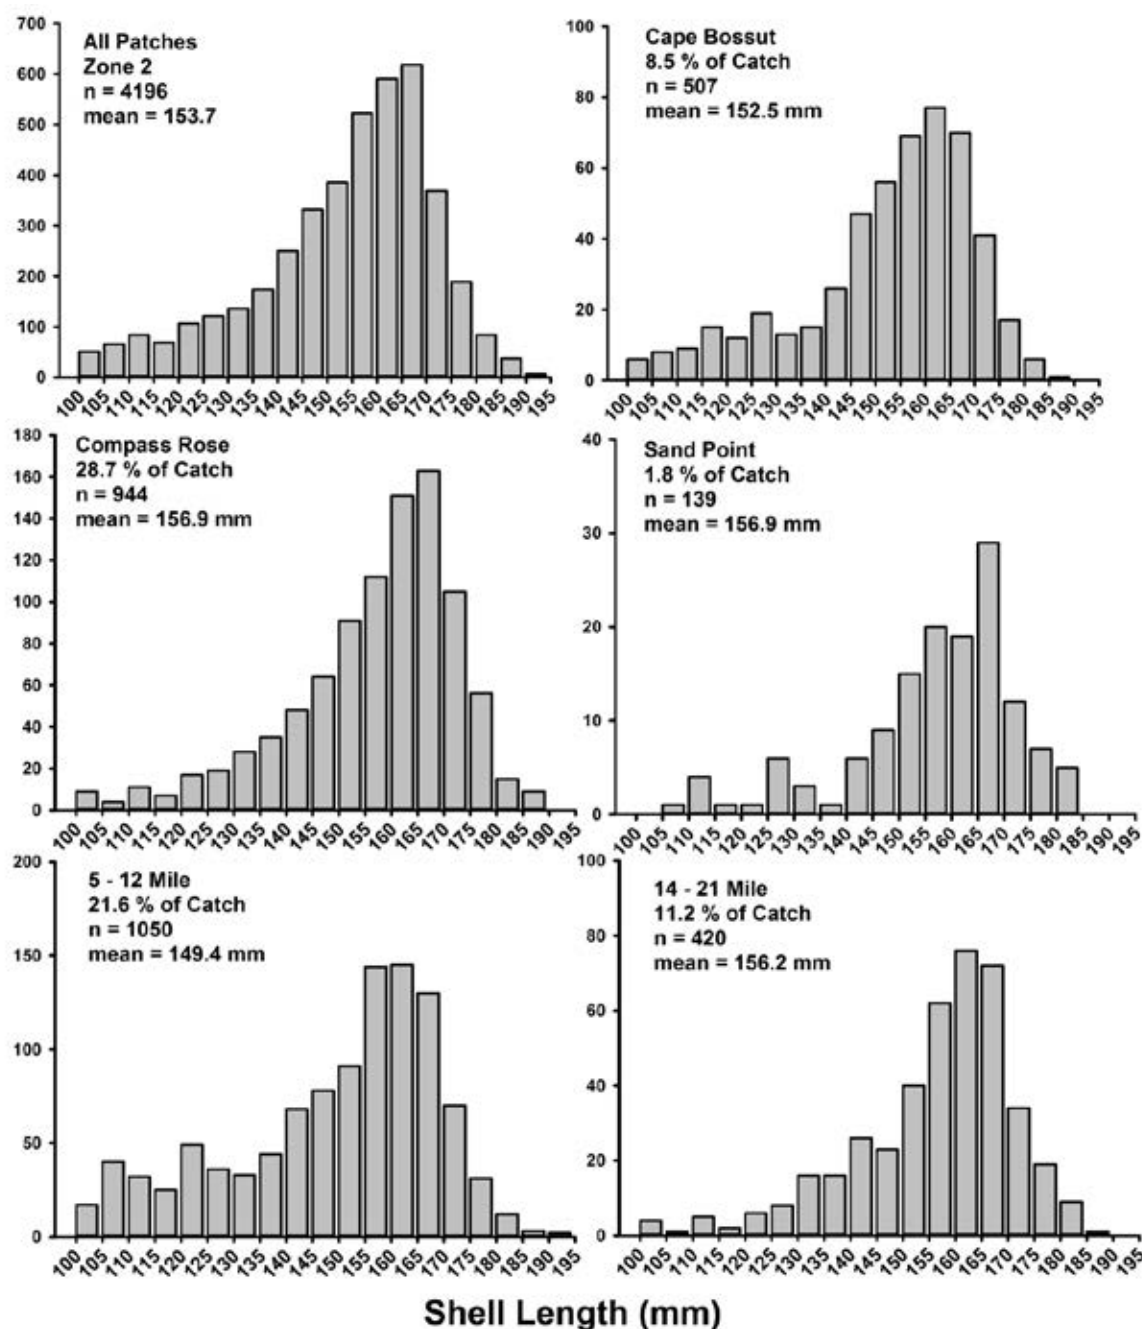 All Patches
Zone 2
n = 4196
mean = 153.7
700
600
500
400
300
200
100
0
100 105 110 115 120 125 130 135 140 145 150 155 160 165 170 175 180 185 190 195
Cape Bossut
8.5 % of Catch
n = 507
mean = 152.5 mm
100
80
60
40
20
0
100 105 110 115 120 125 130 135 140 145 150 155 160 165 170 175 180 185 190 195
Compass Rose
28.7 % of Catch
n = 944
mean = 156.9 mm
180
160
140
120
100
80
60
40
20
0
100 105 110 115 120 125 130 135 140 145 150 155 160 165 170 175 180 185 190 195
Sand Point
1.8 % of Catch
n = 139
mean = 156.9 mm
40
30
20
10
0
100 105 110 115 120 125 130 135 140 145 150 155 160 165 170 175 180 185 190 195
5 - 12 Mile
21.6 % of Catch
n = 1050
mean = 149.4 mm
200
150
100
50
0
100 105 110 115 120 125 130 135 140 145 150 155 160 165 170 175 180 185 190 195
14 - 21 Mile
11.2 % of Catch
n = 420
mean = 156.2 mm
100
80
60
40
20
0
100 105 110 115 120 125 130 135 140 145 150 155 160 165 170 175 180 185 190 195
Shell Length (mm)